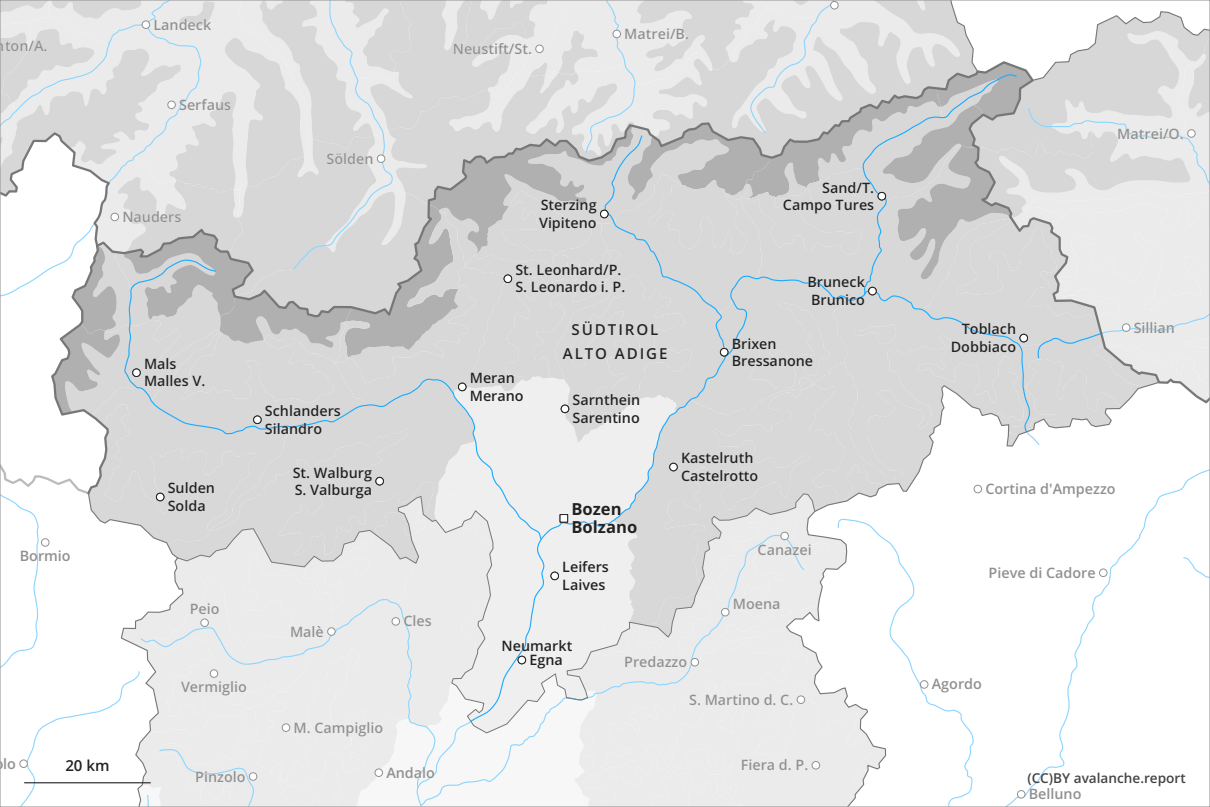 Landeck
nton/A.
Neustift/St.
Matrei/B.
Serfaus
Matrei/O.
Sölden
Nauders
Sand/T.
Campo Tures
Sterzing
Vipiteno
St. Leonhard/P.
S. Leonardo i. P.
Bruneck
Brunico
SÜDTIROL
ALTO ADIGE
Sillian
Toblach
Dobbiaco
Brixen
Bressanone
Mals
Malles V.
Meran
Merano
Sarnthein
Sarentino
Schlanders
Silandro
Kastelruth
Castelrotto
St. Walburg
S. Valburga
Sulden
Solda
Cortina d'Ampezzo
Bozen
Bolzano
Bormio
Canazei
Leifers
Laives
Pieve di Cadore
Peio
Moena
Cles
Malè
Neumarkt
Egna
Predazzo
Vermiglio
Agordo
S. Martino d. C.
M. Campiglio
20 km
olo
Fiera d. P.
Pinzolo
Andalo
(CC)BY avalanche.report
Belluno